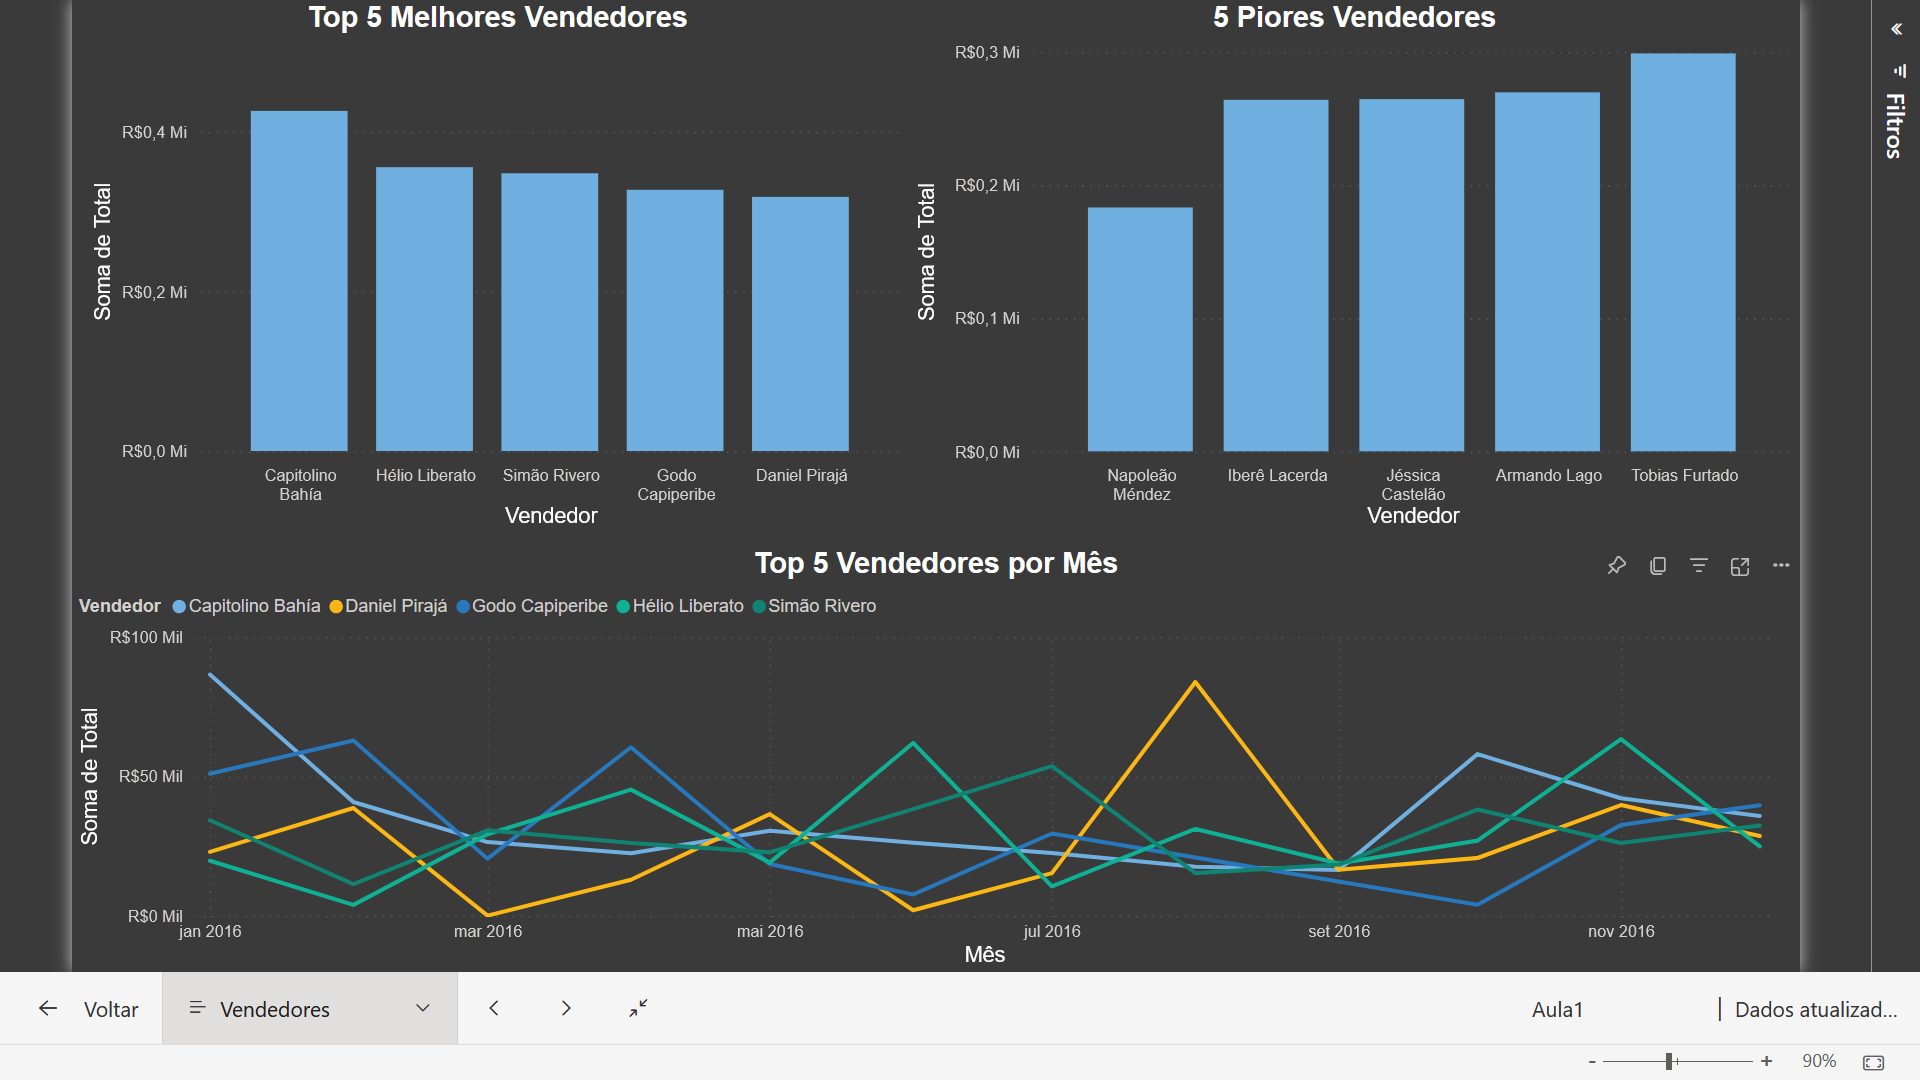 Top 5 Melhores Vendedores
Soma de Total
R$0,4 Mi
R$0,2 Mi
R$0,0 Mi
Capitolino Bahía
Hélio Liberato
Simão Rivero
Godo Capiperibe
Daniel Pirajá
Vendedor
5 Piores Vendedores
Soma de Total
R$0,3 Mi
R$0,2 Mi
R$0,1 Mi
R$0,0 Mi
Napoleão Méndez
Iberê Lacerda
Jéssica Castelão
Armando Lago
Tobias Furtado
Vendedor
Filtros
Top 5 Vendedores por Mês
Vendedor Capitolino Bahía Daniel Pirajá Godo Capiperibe Hélio Liberato Simão Rivero
Soma de Total
R$100 Mil
R$50 Mil
R$0 Mil
jan 2016 mar 2016 mai 2016 jul 2016 set 2016 nov 2016
Mês
Voltar Vendedores Aula1 | Dados atualizad...
- + 90%